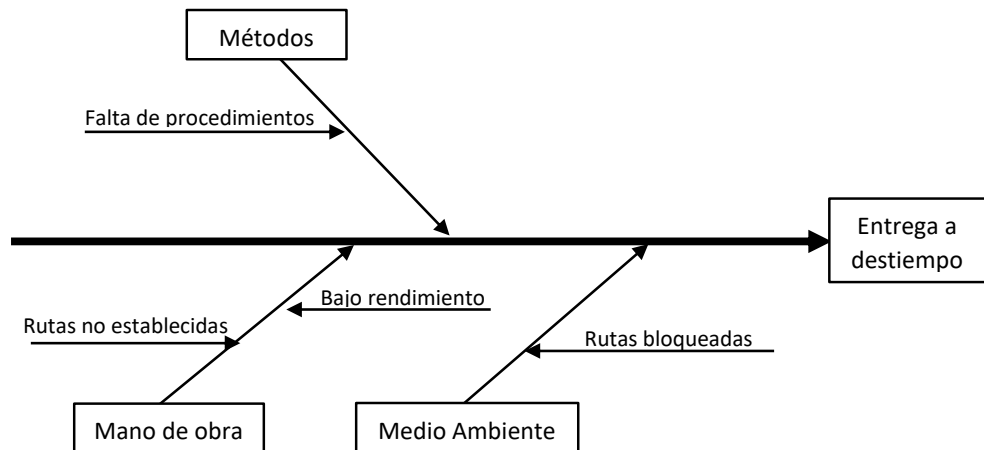 Métodos
Falta de procedimientos
Entrega a
destiempo
Bajo rendimiento
Rutas no establecidas
Rutas bloqueadas
Mano de obra
Medio Ambiente